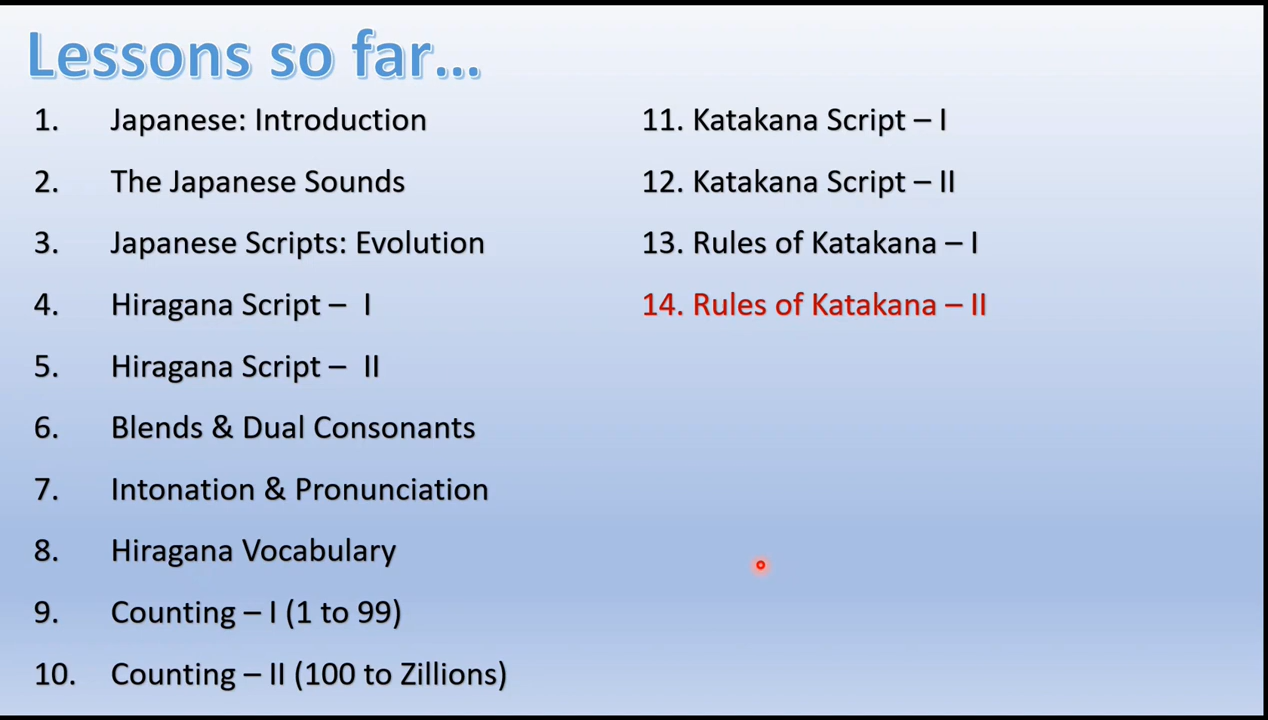 Lessons so far...
1. Japanese: Introduction
2. The Japanese Sounds
3. Japanese Scripts: Evolution
4. Hiragana Script – I
5. Hiragana Script – II
6. Blends & Dual Consonants
7. Intonation & Pronunciation
8. Hiragana Vocabulary
9. Counting – I (1 to 99)
10. Counting – II (100 to Zillions)
11. Katakana Script – I
12. Katakana Script – II
13. Rules of Katakana – I
14. Rules of Katakana – II